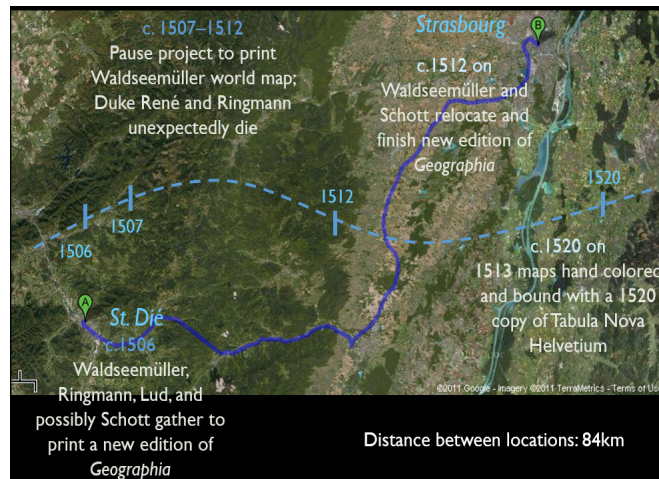 c. 1507–1512
Pause project to print
Waldseemüller world map;
Duke René and Ringmann
unexpectedly die
Strasbourg
B
c.1512 on
Waldseemüller and
Schott relocate and
finish new edition of
Geographia
1506
1507
1512
1520
c.1520 on
1513 maps hand colored
and bound with a 1520
copy of Tabula Nova
Helvetium
A
St. Dié
c.1506
Waldseemüller,
Ringmann, Lud, and
possibly Schott gather to
print a new edition of
Geographia
©2011 Google - Imagery ©2011 TerraMetrics - Terms of Use
Distance between locations: 84km